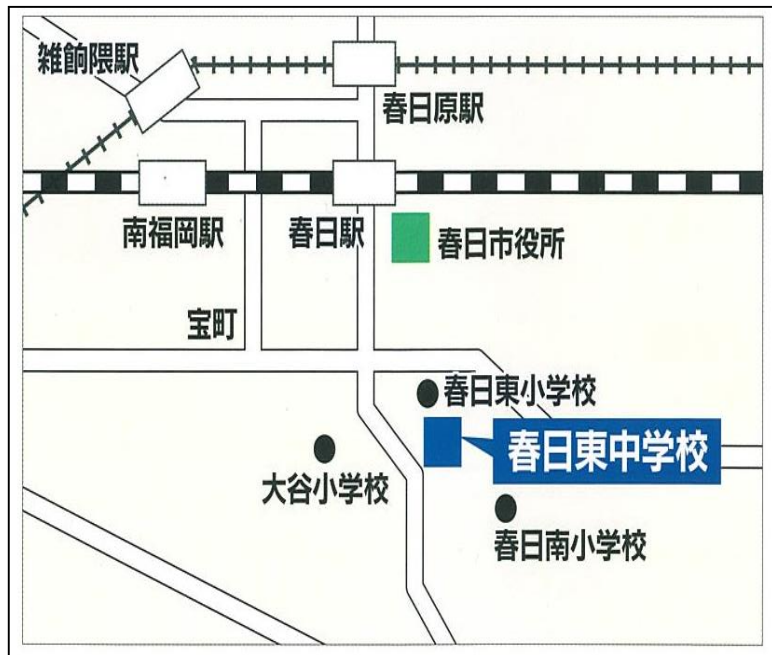 雑餉隈駅
春日原駅
南福岡駅
春日駅
春日市役所
宝町
春日東小学校
春日東中学校
大谷小学校
春日南小学校